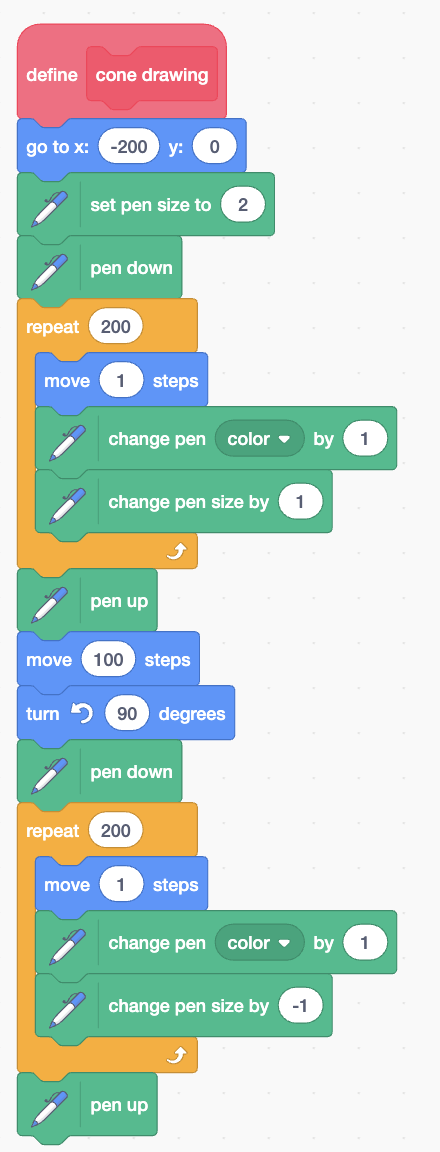 define cone drawing
go to x: -200 y: 0
set pen size to 2
pen down
repeat 200
move 1 steps
change pen color by 1
change pen size by 1
pen up
move 100 steps
turn 90 degrees
pen down
repeat 200
move 1 steps
change pen color by 1
change pen size by -1
pen up